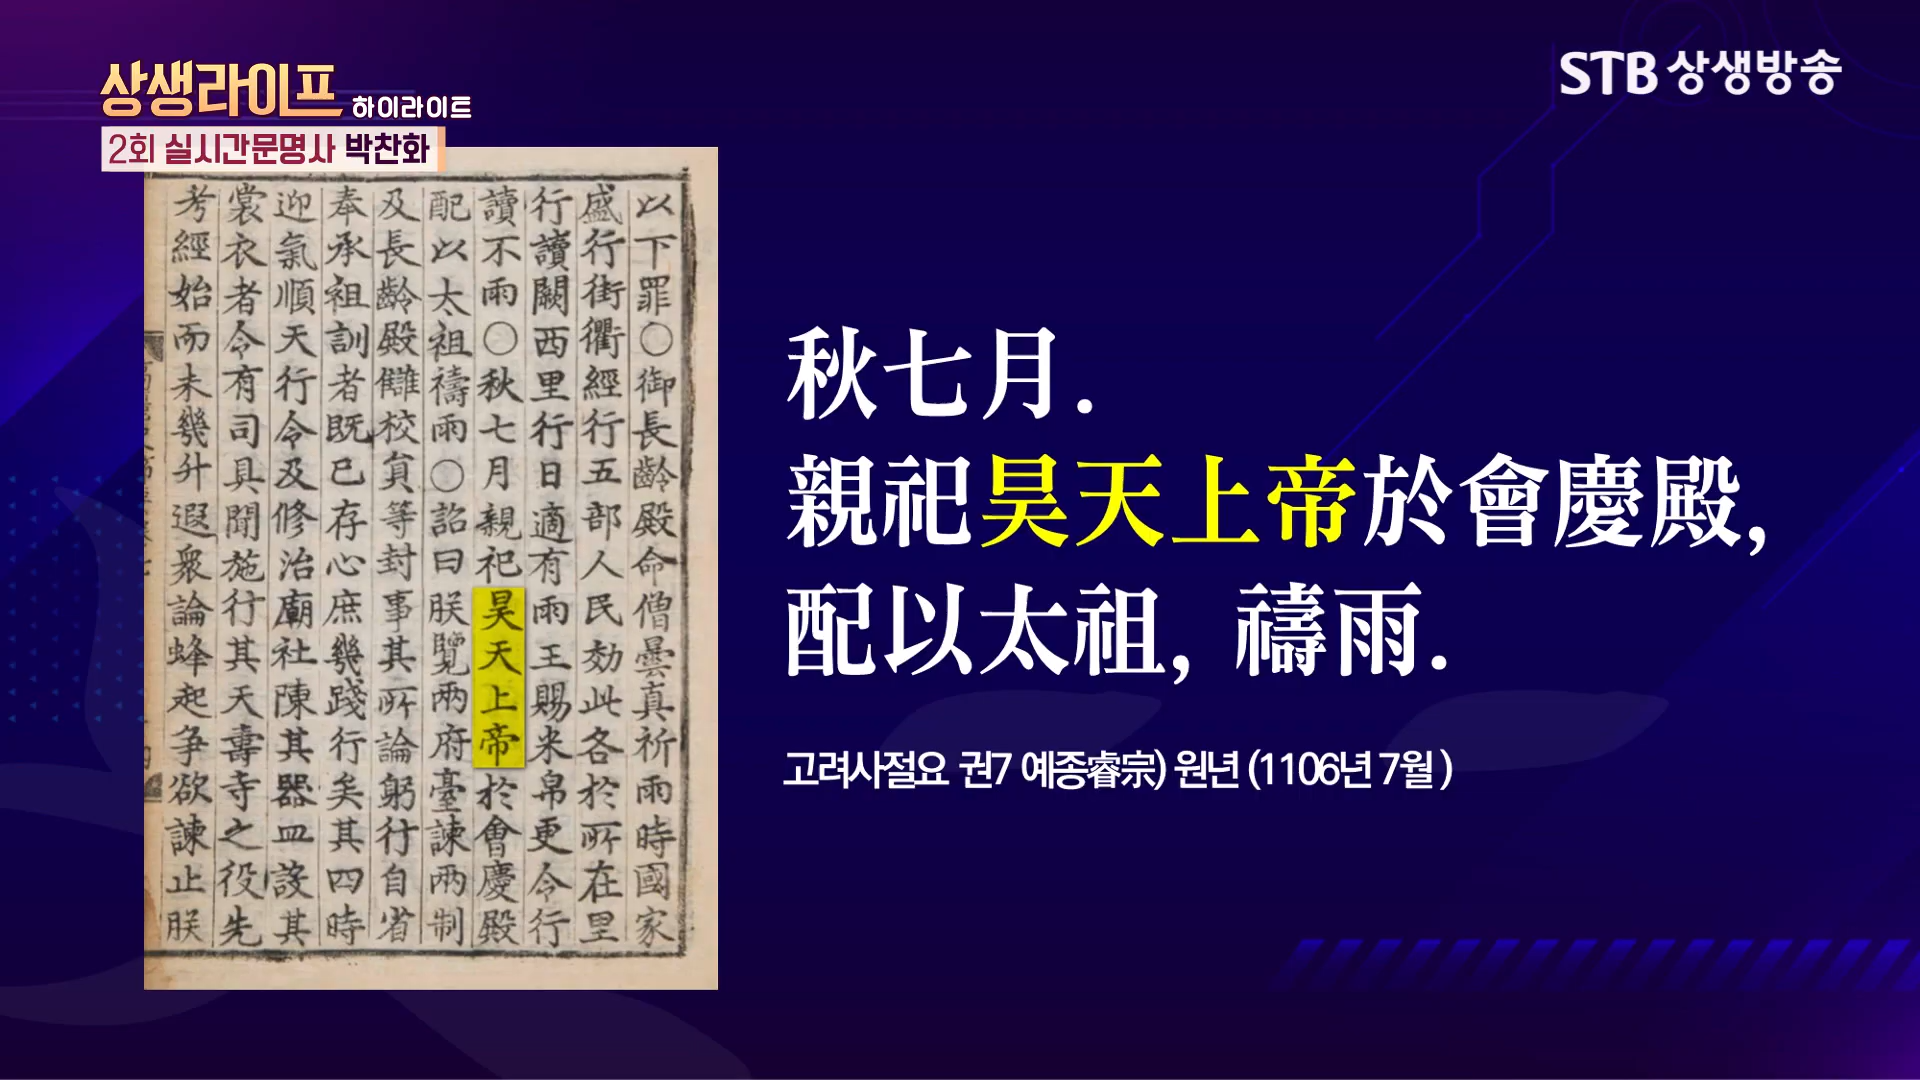 상생라이프 하이라이트
2회 실시간문명사 박찬화
STB 상생방송
以下罪○御長齡殿命僧曇真祈雨時國家
盛行街衢經行五部人民効此各於所在里
行讀闕西里行日適有雨王賜米帛更令行
讀不雨○秋七月親祀昊天上帝於會慶殿
配以太祖禱雨○詔曰朕覽兩府臺諫兩制
及長齡殿讎校負等封事其所論躬行自省
奉承祖訓者既已存心庶幾踐行矣其四時
迎氣順天行令及修治廟社陳其器皿諺其
裳衣者令有司具聞施行其天壽寺之役先
考經始而未幾升遐衆論蜂起爭欲諫止朕
秋七月.
親祀昊天上帝於會慶殿,
配以太祖, 禱雨.
고려사절요 권7 예종睿宗) 원년 (1106년 7월 )